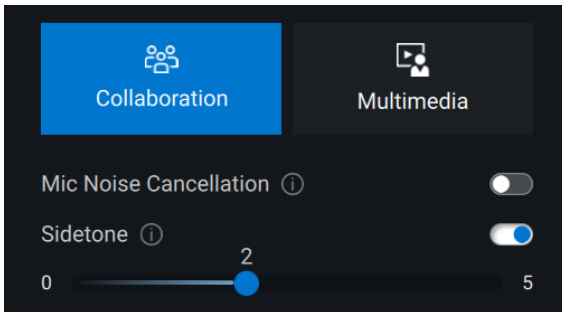 Collaboration
Multimedia
Mic Noise Cancellation
Sidetone
2
0
5